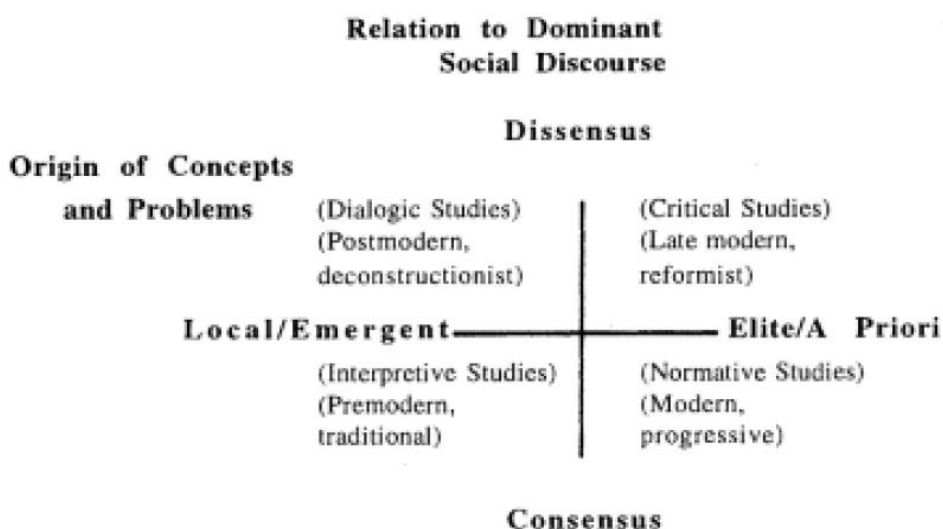 Relation to Dominant
Social Discourse
Dissensus
Origin of Concepts
and Problems
(Dialogic Studies)
(Postmodern,
deconstructionist)
(Critical Studies)
(Late modern,
reformist)
Local/Emergent
Elite/A Priori
(Interpretive Studies)
(Premodern,
traditional)
(Normative Studies)
(Modern,
progressive)
Consensus